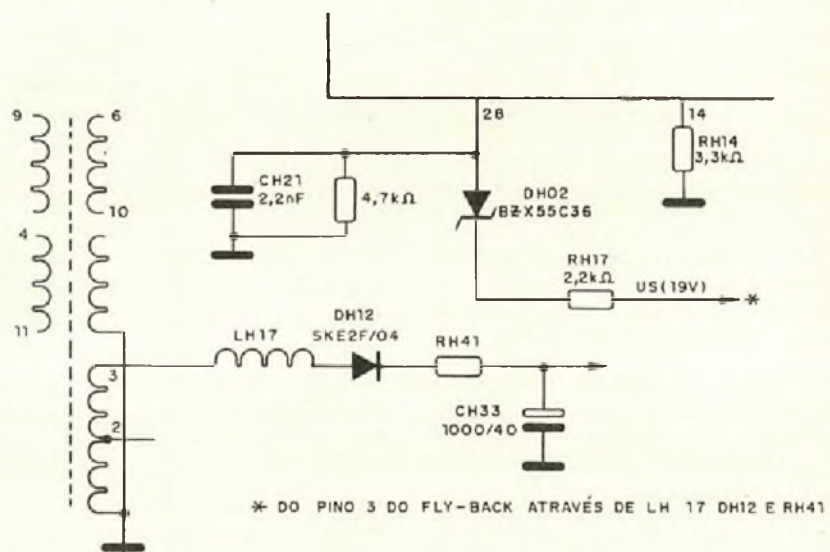 28
14
RH14
3,3kΩ
9
6
CH21
2,2nF
4,7kΩ
DH02
BZX55C36
10
4
RH17
2,2kΩ
US(19V)
*
11
DH12
SKE2F/04
LH17
RH41
3
2
CH33
1000/40
* DO PINO 3 DO FLY-BACK ATRAVÉS DE LH 17 DH12 E RH41